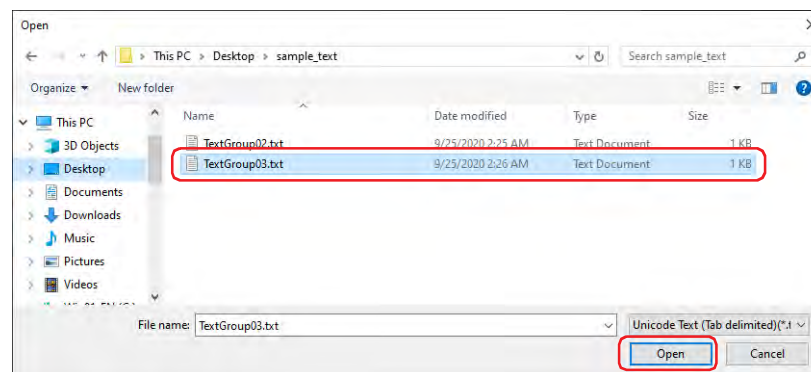 Open
This PC > Desktop > sample_text
Search sample_text
Organize
New folder
Name
Date modified
Type
Size
This PC
3D Objects
Desktop
Documents
Downloads
Music
Pictures
Videos
TextGroup02.txt 9/25/2020 2:25 AM Text Document 1 KB
TextGroup03.txt 9/25/2020 2:26 AM Text Document 1 KB
File name: TextGroup03.txt
Unicode Text (Tab delimited)(*.t
Open
Cancel